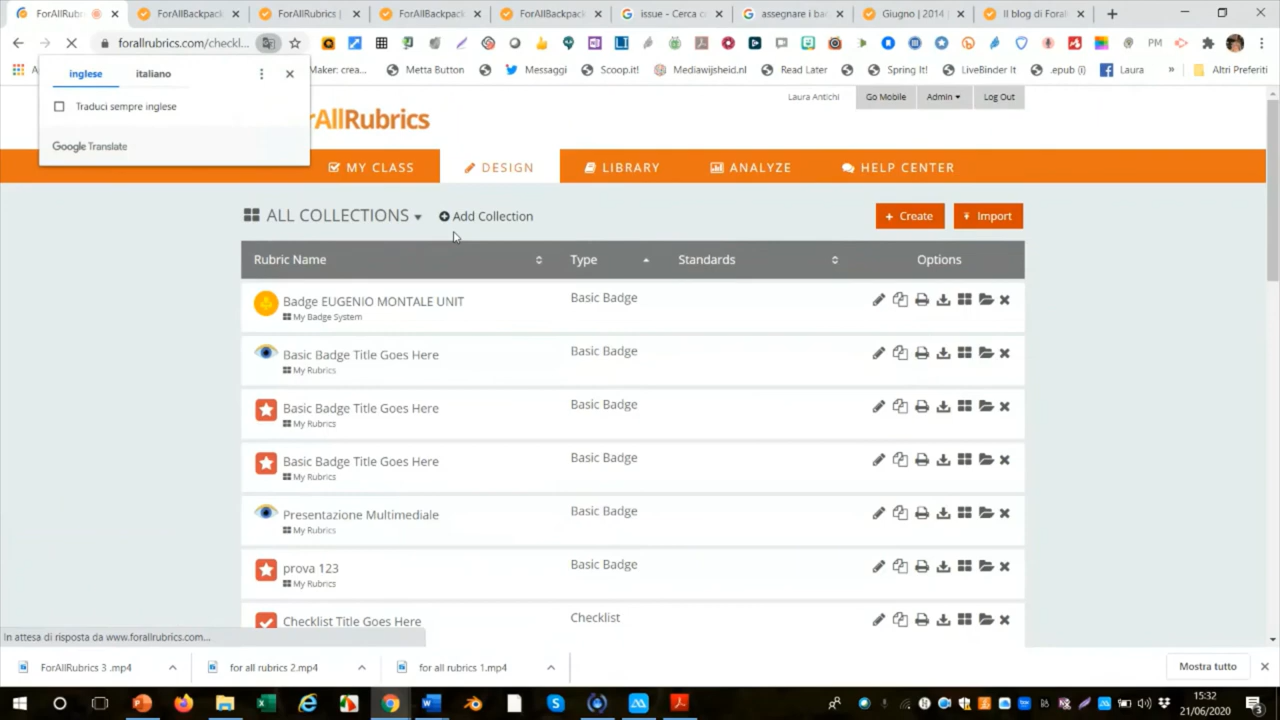 ForAllRub
ForAllBackpack
ForAllRubrics |
ForAllBackpack
ForAllBackpack
issue - Cerca c
assegnare i ba
Giugno | 2014
Il blog di Forall
forallrubrics.com/checkl...
PM
Maker: crea...
Metta Button
Messaggi
Scoop.it!
Mediawijsheid.nl
Read Later
Spring It!
LiveBinder It
.epub (i)
Laura
»
Altri Preferiti
inglese
italiano
Traduci sempre inglese
Google Translate
Laura Antichi
Go Mobile
Admin
Log Out
rAllRubrics
MY CLASS
DESIGN
LIBRARY
ANALYZE
HELP CENTER
ALL COLLECTIONS
Add Collection
+ Create
Import
Rubric Name
Type
Standards
Options
Badge EUGENIO MONTALE UNIT
My Badge System
Basic Badge
Basic Badge Title Goes Here
My Rubrics
Basic Badge
Basic Badge Title Goes Here
My Rubrics
Basic Badge
Basic Badge Title Goes Here
My Rubrics
Basic Badge
Presentazione Multimediale
My Rubrics
Basic Badge
prova 123
My Rubrics
Basic Badge
Checklist Title Goes Here
Checklist
In attesa di risposta da www.forallrubrics.com...
ForAllRubrics 3 .mp4
for all rubrics 2.mp4
for all rubrics 1.mp4
Mostra tutto
15:32
21/06/2020
3